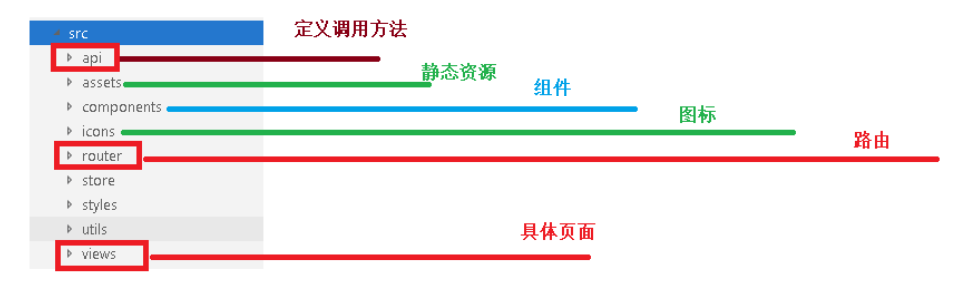 src 定义调用方法
api
assets 静态资源
components 组件
icons 图标
router 路由
store
styles
utils
views 具体页面